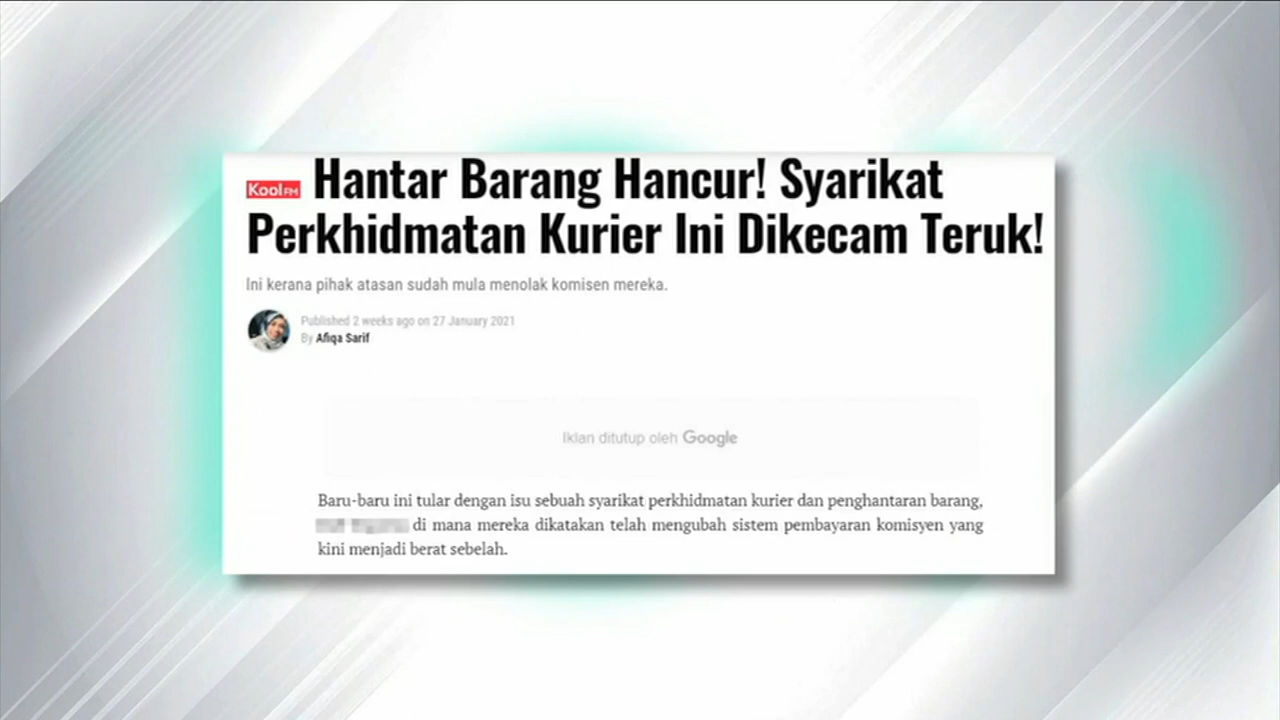 Kool FM Hantar Barang Hancur! Syarikat
Perkhidmatan Kurier Ini Dikecam Teruk!
Ini kerana pihak atasan sudah mula menolak komisen mereka.
Published 2 weeks ago on 27 January 2021
By Afiqa Sarif
Iklan ditutup oleh Google
Baru-baru ini tular dengan isu sebuah syarikat perkhidmatan kurier dan penghantaran barang,
di mana mereka dikatakan telah mengubah sistem pembayaran komisyen yang
kini menjadi berat sebelah.